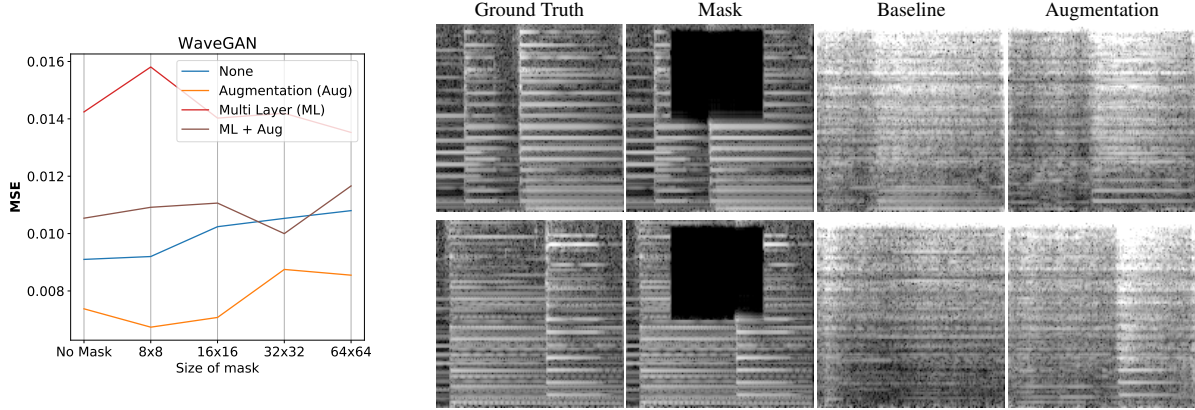 Ground Truth
Mask
Baseline
Augmentation
WaveGAN
0.016
0.014
0.012
0.010
0.008
MSE
None
Augmentation (Aug)
Multi Layer (ML)
ML + Aug
No Mask
8x8
16x16
32x32
64x64
Size of mask